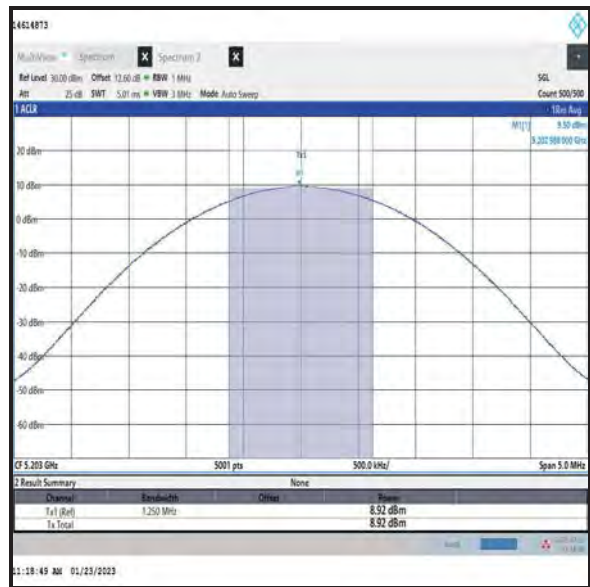 14614873
MultiView Spectrum X Spectrum 2 X
Ref Level 30.00 dBm Offset 12.60 dB RBW 1 MHz SGL
Att 25 dB SWT 5.01 ms VBW 3 MHz Mode Auto Sweep Count 500/500
1 ACLR 1Rm Avg
M1[1] 9.50 dBm
5.202 988 000 GHz
20 dBm
Tx1
M1
10 dBm
0 dBm
-10 dBm
-20 dBm
-30 dBm
-40 dBm
-50 dBm
-60 dBm
CF 5.203 GHz 5001 pts 500.0 kHz/ Span 5.0 MHz
2 Result Summary None
Channel Bandwidth Offset Power
Tx1 (Ref) 1.250 MHz 8.92 dBm
Tx Total 8.92 dBm
11:18:49 AM 01/23/2023